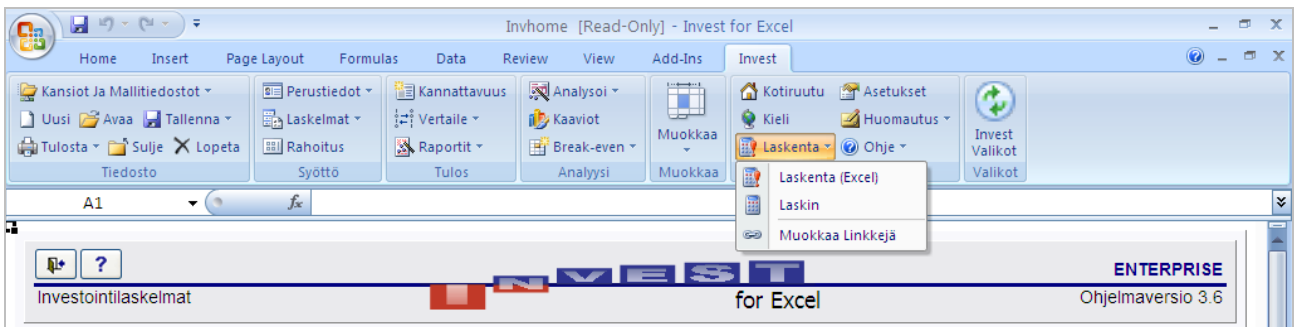 Invhome [Read-Only] - Invest for Excel
Home Insert Page Layout Formulas Data Review View Add-Ins Invest
Kansiot Ja Mallitiedostot Perustiedot Kannattavuus Analysoi Kotiruutu Asetukset
Uusi Avaa Tallenna Laskelmat Vertaile Kaaviot Muokkaa Kieli Huomautus Invest Valikot
Tulosta Sulje Lopeta Rahoitus Raportit Break-even Laskenta Ohje
Tiedosto Syöttö Tulos Analyysi Muokkaa Valikot
Laskenta (Excel)
Laskin
Muokkaa Linkkejä
A1 fx
? INVEST ENTERPRISE
Investointilaskelmat for Excel Ohjelmaversio 3.6